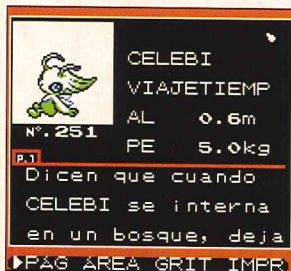 CELEBI
VIAJETIEMP
AL 0.6m
Nº.251
PE 5.0kg
P.1
Dicen que cuando
CELEBI se interna
en un bosque, deja
▶PAG AREA GRIT IMPR